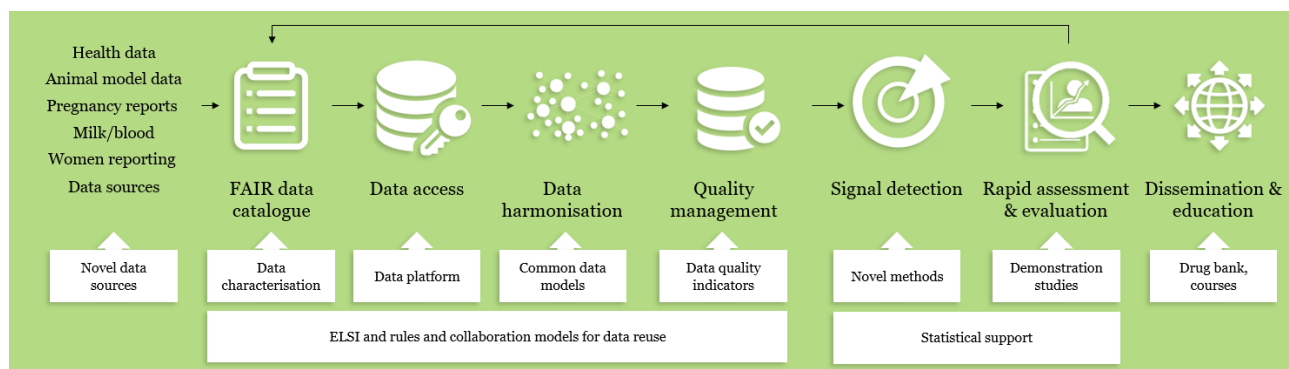 Health data
Animal model data
Pregnancy reports
Milk/blood
Women reporting
Data sources
FAIR data
catalogue
Data access
Data
harmonisation
Quality
management
Signal detection
Rapid assessment
& evaluation
Dissemination &
education
Novel data
sources
Data
characterisation
Data platform
Common data
models
Data quality
indicators
Novel methods
Demonstration
studies
Drug bank,
courses
ELSI and rules and collaboration models for data reuse
Statistical support